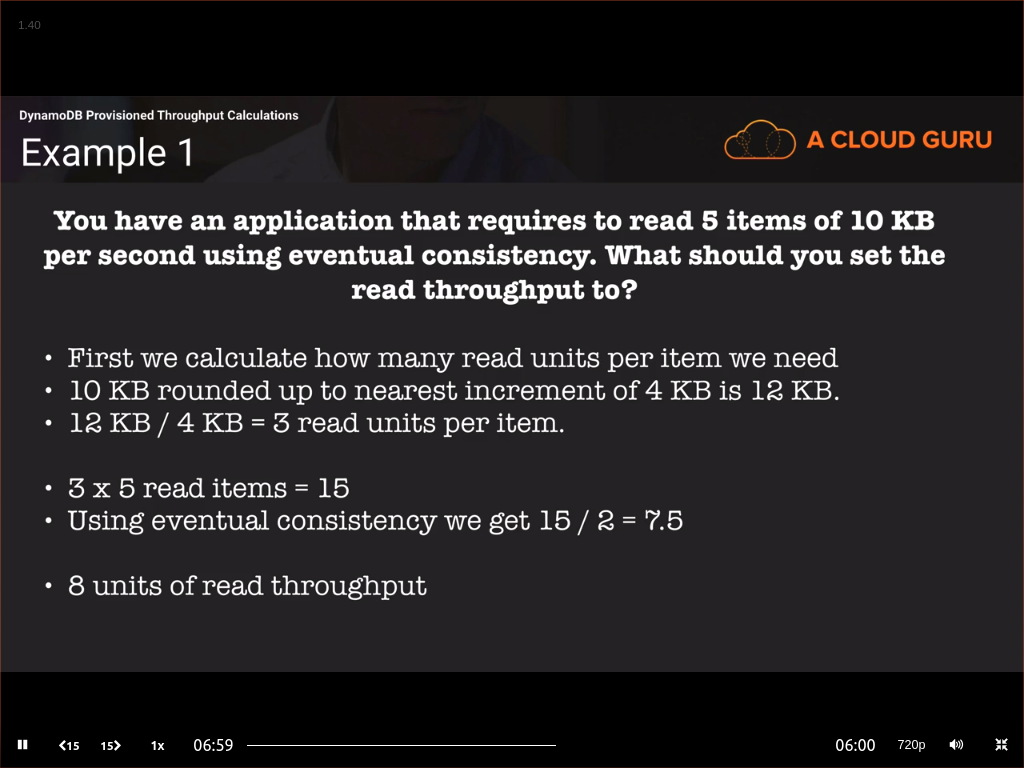 1.40
DynamoDB Provisioned Throughput Calculations
Example 1
A CLOUD GURU
You have an application that requires to read 5 items of 10 KB
per second using eventual consistency. What should you set the
read throughput to?
• First we calculate how many read units per item we need
• 10 KB rounded up to nearest increment of 4 KB is 12 KB.
• 12 KB / 4 KB = 3 read units per item.
• 3 x 5 read items = 15
• Using eventual consistency we get 15 / 2 = 7.5
• 8 units of read throughput
15 15 1x 06:59 06:00 720p